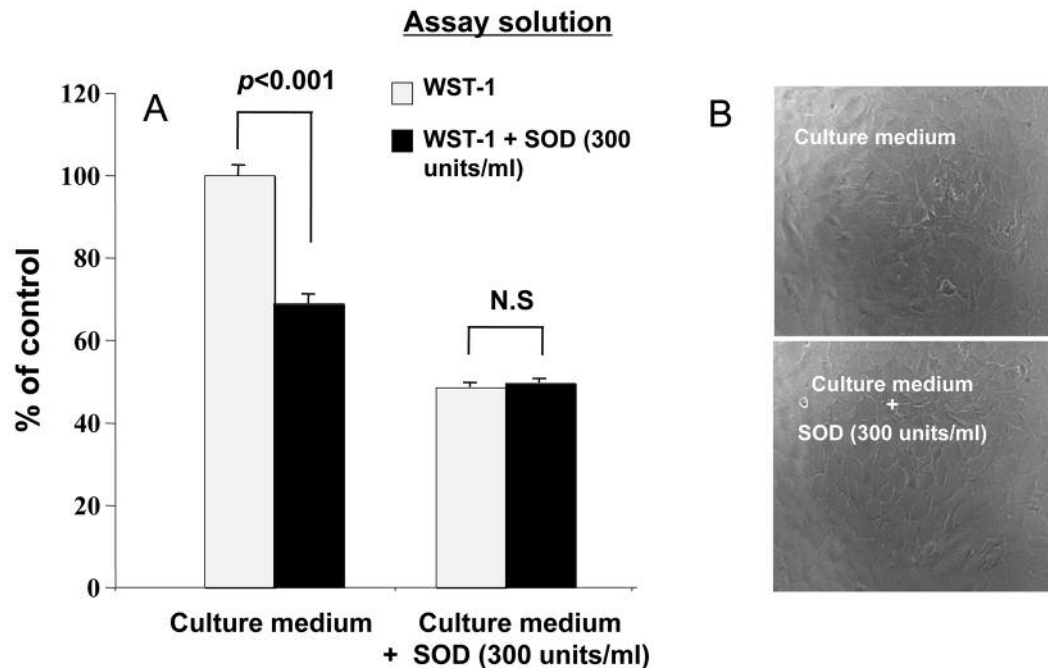 Assay solution
p<0.001
WST-1
WST-1 + SOD (300
units/ml)
A
120
100
80
60
40
20
0
% of control
N.S
Culture medium
Culture medium
+ SOD (300 units/ml)
B
Culture medium
Culture medium
+
SOD (300 units/ml)